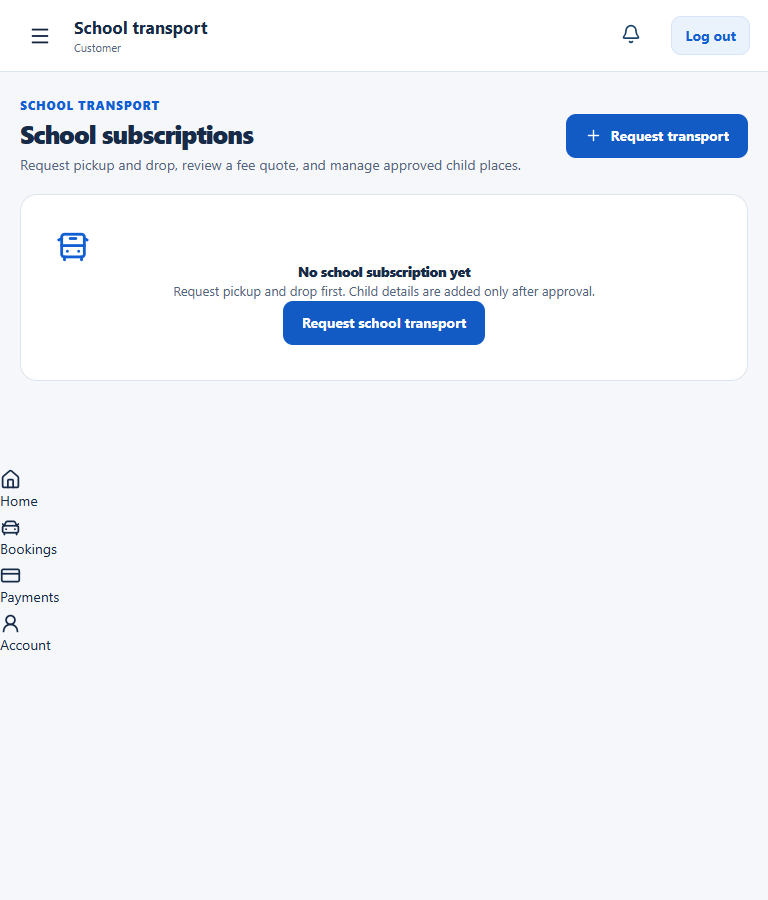 School transport
Customer
Log out
SCHOOL TRANSPORT
School subscriptions
Request pickup and drop, review a fee quote, and manage approved child places.
Request transport
No school subscription yet
Request pickup and drop first. Child details are added only after approval.
Request school transport
Home
Bookings
Payments
Account